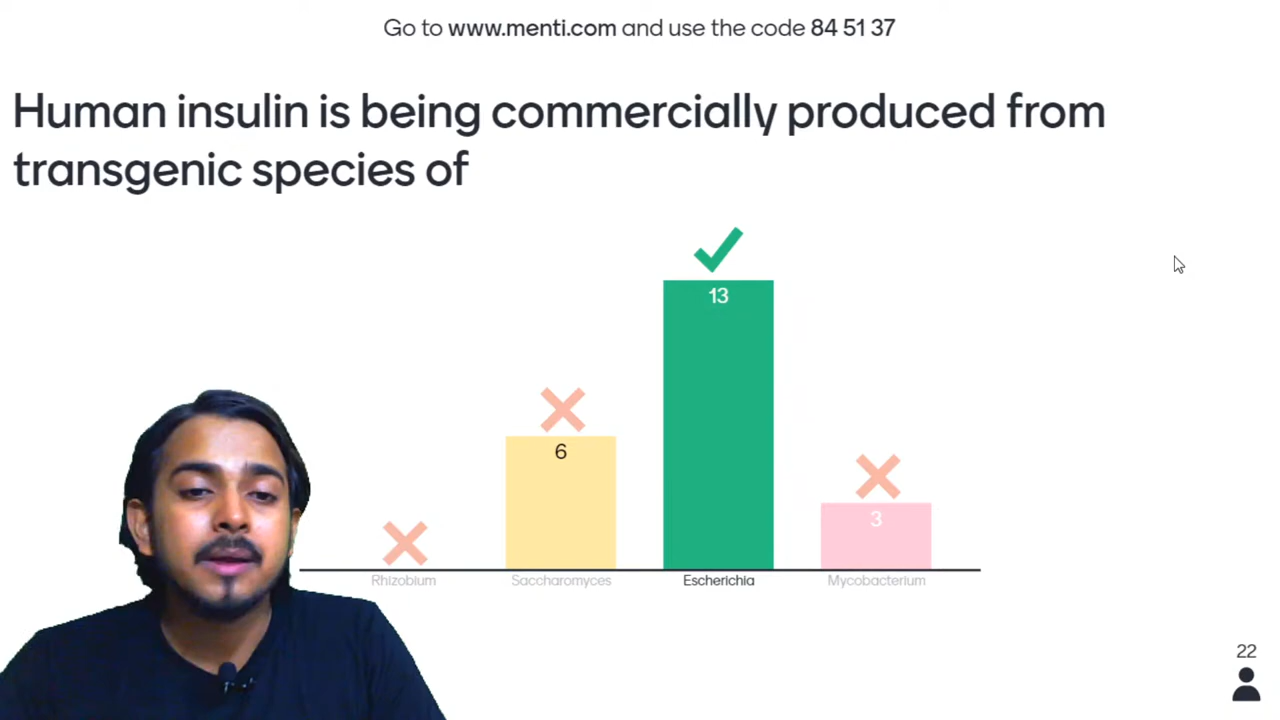 Go to www.menti.com and use the code 84 51 37
Human insulin is being commercially produced from
transgenic species of
13
6
3
Rhizobium Saccharomyces Escherichia Mycobacterium
22